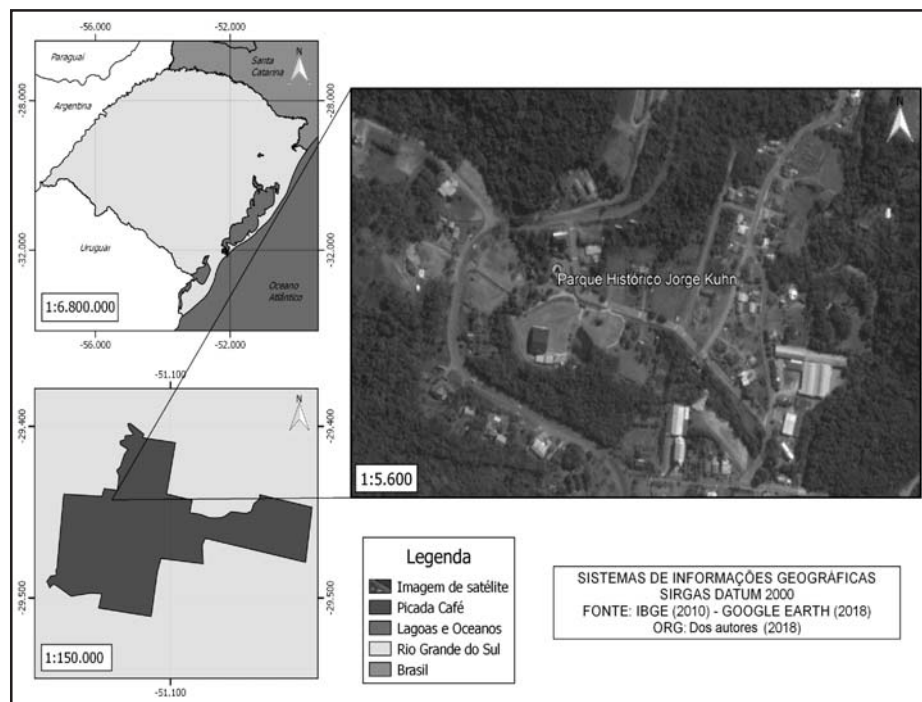 -56.000
-52.000
Paraguai
Santa
Catarina
N
Argentina
-28.000
-28.000
Uruguai
-32.000
-32.000
Oceano
Atlântico
1:6.800.000
-56.000
-52.000
N
Parque Histórico Jorge Kuhn
1:5.600
-51.100
N
-29.400
-29.400
-29.500
-29.500
1:150.000
-51.100
Legenda
Imagem de satélite
Picada Café
Lagoas e Oceanos
Rio Grande do Sul
Brasil
SISTEMAS DE INFORMAÇÕES GEOGRÁFICAS
SIRGAS DATUM 2000
FONTE: IBGE (2010) - GOOGLE EARTH (2018)
ORG: Dos autores (2018)